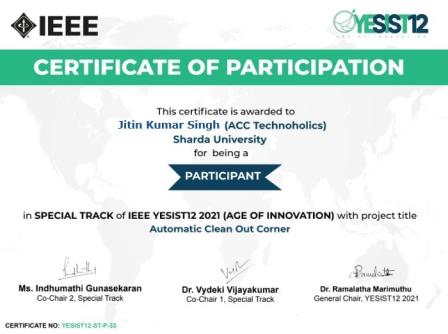 IEEE
YESIST12
CERTIFICATE OF PARTICIPATION
This certificate is awarded to
Jitin Kumar Singh (ACC Technoholics)
Sharda University
for being a
PARTICIPANT
in SPECIAL TRACK of IEEE YESIST12 2021 (AGE OF INNOVATION) with project title
Automatic Clean Out Corner
Ms. Indhumathi Gunasekaran
Co-Chair 2, Special Track
Dr. Vydeki Vijayakumar
Co-Chair 1, Special Track
Dr. Ramalatha Marimuthu
General Chair, YESIST12 2021
CERTIFICATE NO: YESIST12-ST-P-33